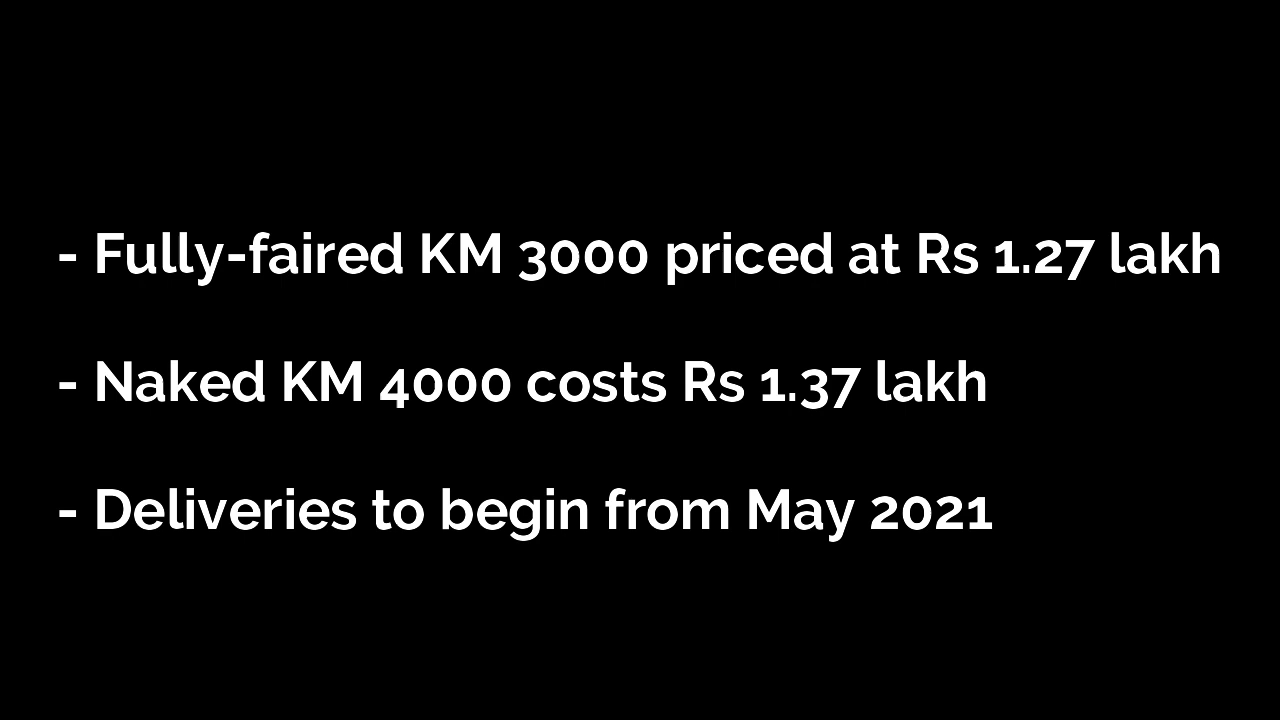 - Fully-faired KM 3000 priced at Rs 1.27 lakh
- Naked KM 4000 costs Rs 1.37 lakh
- Deliveries to begin from May 2021